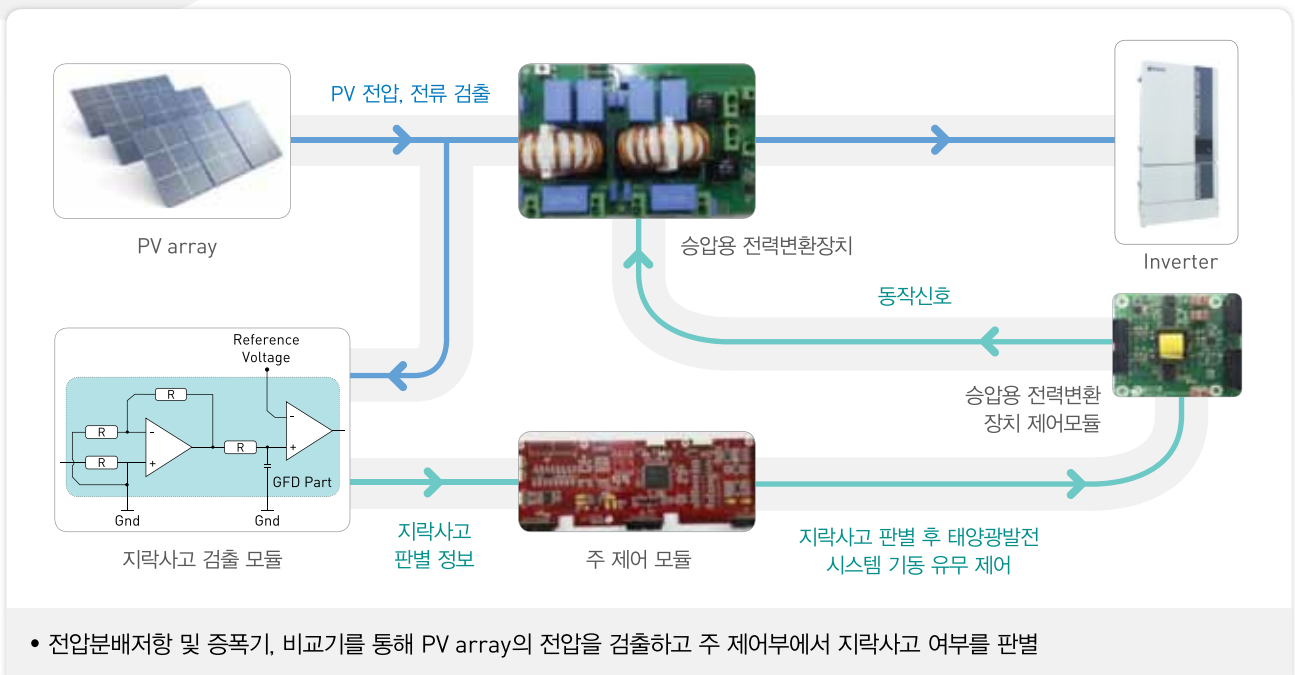 PV 전압, 전류 검출
PV array
승압용 전력변환장치
Inverter
동작신호
Reference
Voltage
R
R
R
R
-
+
-
+
GFD Part
Gnd
Gnd
승압용 전력변환
장치 제어모듈
지락사고
판별 정보
지락사고 판별 후 태양광발전
시스템 기동 유무 제어
지락사고 검출 모듈
주 제어 모듈
• 전압분배저항 및 증폭기, 비교기를 통해 PV array의 전압을 검출하고 주 제어부에서 지락사고 여부를 판별